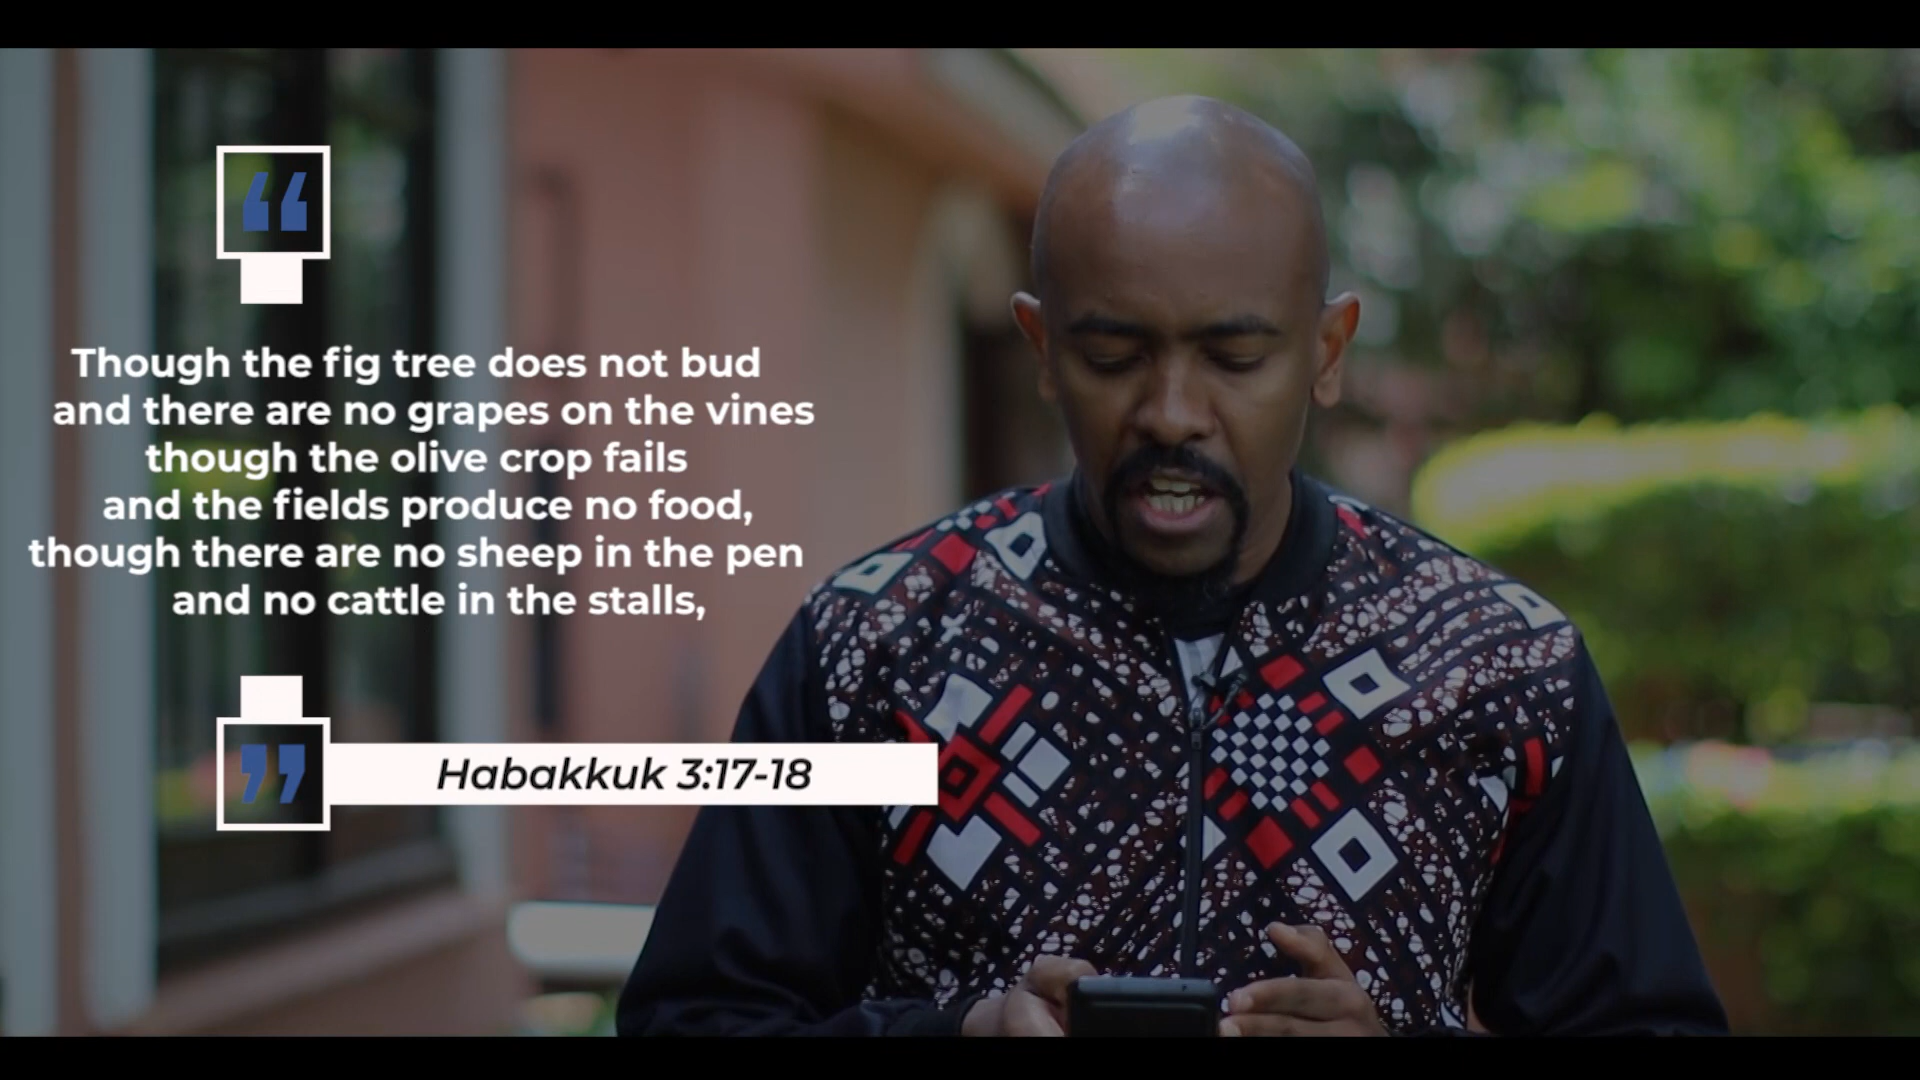 “
Though the fig tree does not bud
and there are no grapes on the vines
though the olive crop fails
and the fields produce no food,
though there are no sheep in the pen
and no cattle in the stalls,
”
Habakkuk 3:17-18